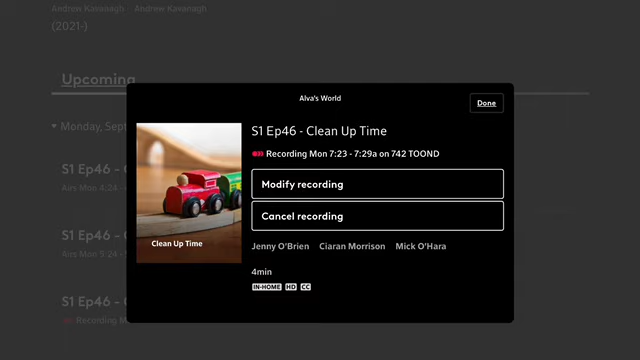 Andrew Kavanagh Andrew Kavanagh
(2021-)
Upcoming
Alva's World
Done
Monday, Sept
S1 Ep46 - Clean Up Time
Recording Mon 7:23 - 7:29a on 742 TOOND
Modify recording
Cancel recording
Clean Up Time
Jenny O'Brien Ciaran Morrison Mick O'Hara
4min
IN-HOME HD CC
S1 Ep46 -
Airs Mon 4:24 -
S1 Ep46 -
Airs Mon 5:24 -
S1 Ep46 -
Recording M